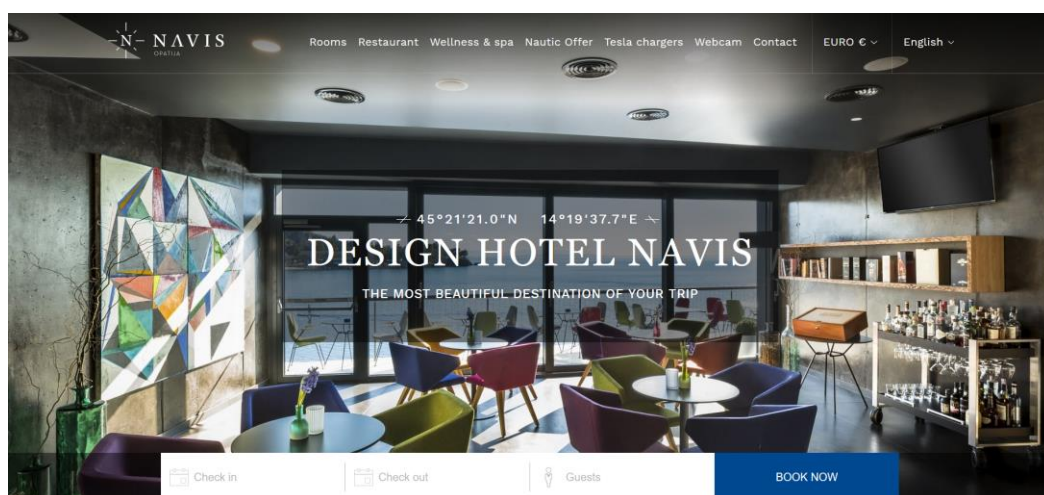 N NAVIS
OPATIJA
Rooms Restaurant Wellness & spa Nautic Offer Tesla chargers Webcam Contact EURO € English
45°21'21.0"N 14°19'37.7"E
DESIGN HOTEL NAVIS
THE MOST BEAUTIFUL DESTINATION OF YOUR TRIP
Check in Check out Guests BOOK NOW